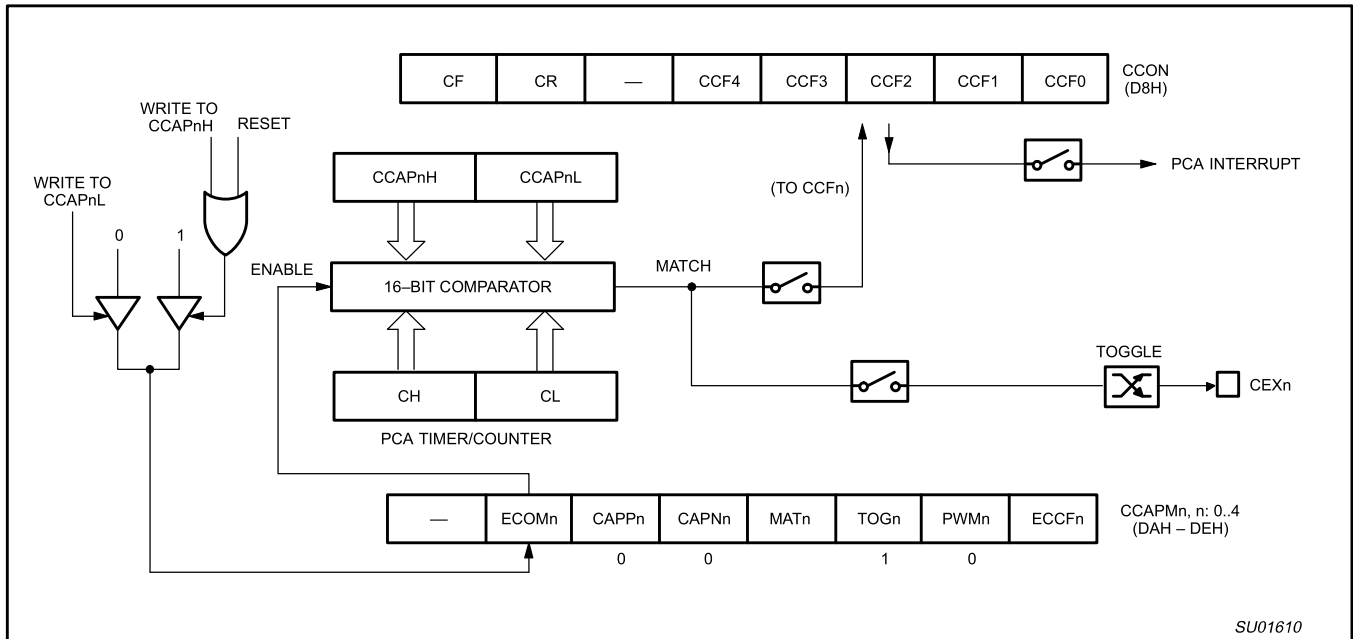 CF CR — CCF4 CCF3 CCF2 CCF1 CCF0
CCON
(D8H)
WRITE TO
CCAPnH
RESET
WRITE TO
CCAPnL
0 1
CCAPnH CCAPnL
(TO CCFn)
PCA INTERRUPT
ENABLE
16–BIT COMPARATOR
MATCH
TOGGLE
CEXn
CH CL
PCA TIMER/COUNTER
— ECOMn CAPPn CAPNn MATn TOGn PWMn ECCFn
CCAPMn, n: 0..4
(DAH – DEH)
0 0 1 0
SU01610